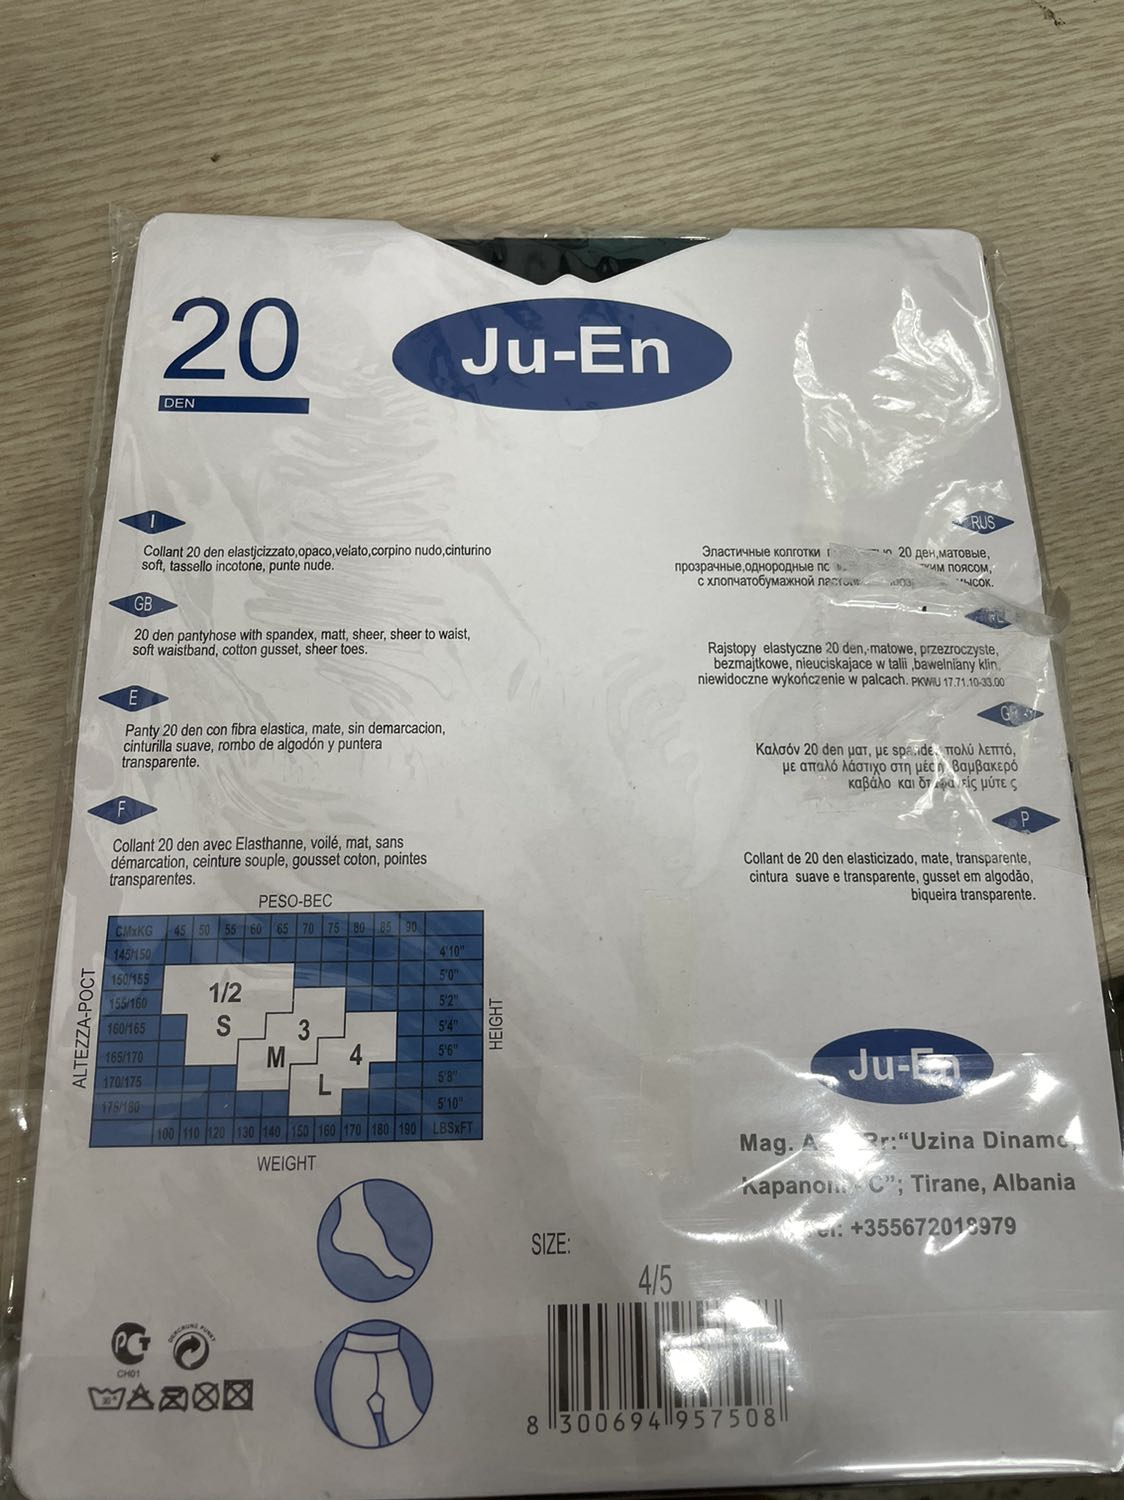 20
DEN
Ju-En
I
Collant 20 den elastjcizzato,opaco,velato,corpino nudo,cinturino
soft, tassello incotone, punte nude.
GB
20 den pantyhose with spandex, matt, sheer, sheer to waist,
soft waistband, cotton gusset, sheer toes.
E
Panty 20 den con fibra elastica, mate, sin demarcacion,
cinturilla suave, rombo de algodón y puntera
transparente.
F
Collant 20 den avec Elasthanne, voilé, mat, sans
démarcation, ceinture souple, gousset coton, pointes
transparentes.
RUS
Эластичные колготки 20 ден,матовые,
прозрачные,однородные поясом,
с хлопчатобумажной
Rajstopy elastyczne 20 den,-matowe, przezroczyste,
bezmajtkowe, nieuciskajace w talii ,bawelniany klin,
niewidoczne wykończenie w palcach. PKWiU 17.71.10-33.00
Καλσόν 20 den ματ, με πολύ λεπτό,
με απαλό λάστιχο στη μέση βαμβακερό
καβάλο και μύτε ς
P
Collant de 20 den elasticizado, mate, transparente,
cintura suave e transparente, gusset em algodão,
biqueira transparente.
PESO-BEC
CMxKG 45 50 55 60 65 70 75 80 85 90
145/150 4'10"
150/155 5'0"
155/160 5'2"
160/165 5'4"
165/170 5'6"
170/175 5'8"
175/180 5'10"
100 110 120 130 140 150 160 170 180 190 LBSxFT
1/2
S
3
M
4
L
ALTEZZA-POCT
HEIGHT
WEIGHT
Ju-En
Mag. "Uzina Dinamo,
C"; Tirane, Albania
Tel: +355672018979
SIZE:
4/5
8 300694 957508
PCT
CH01